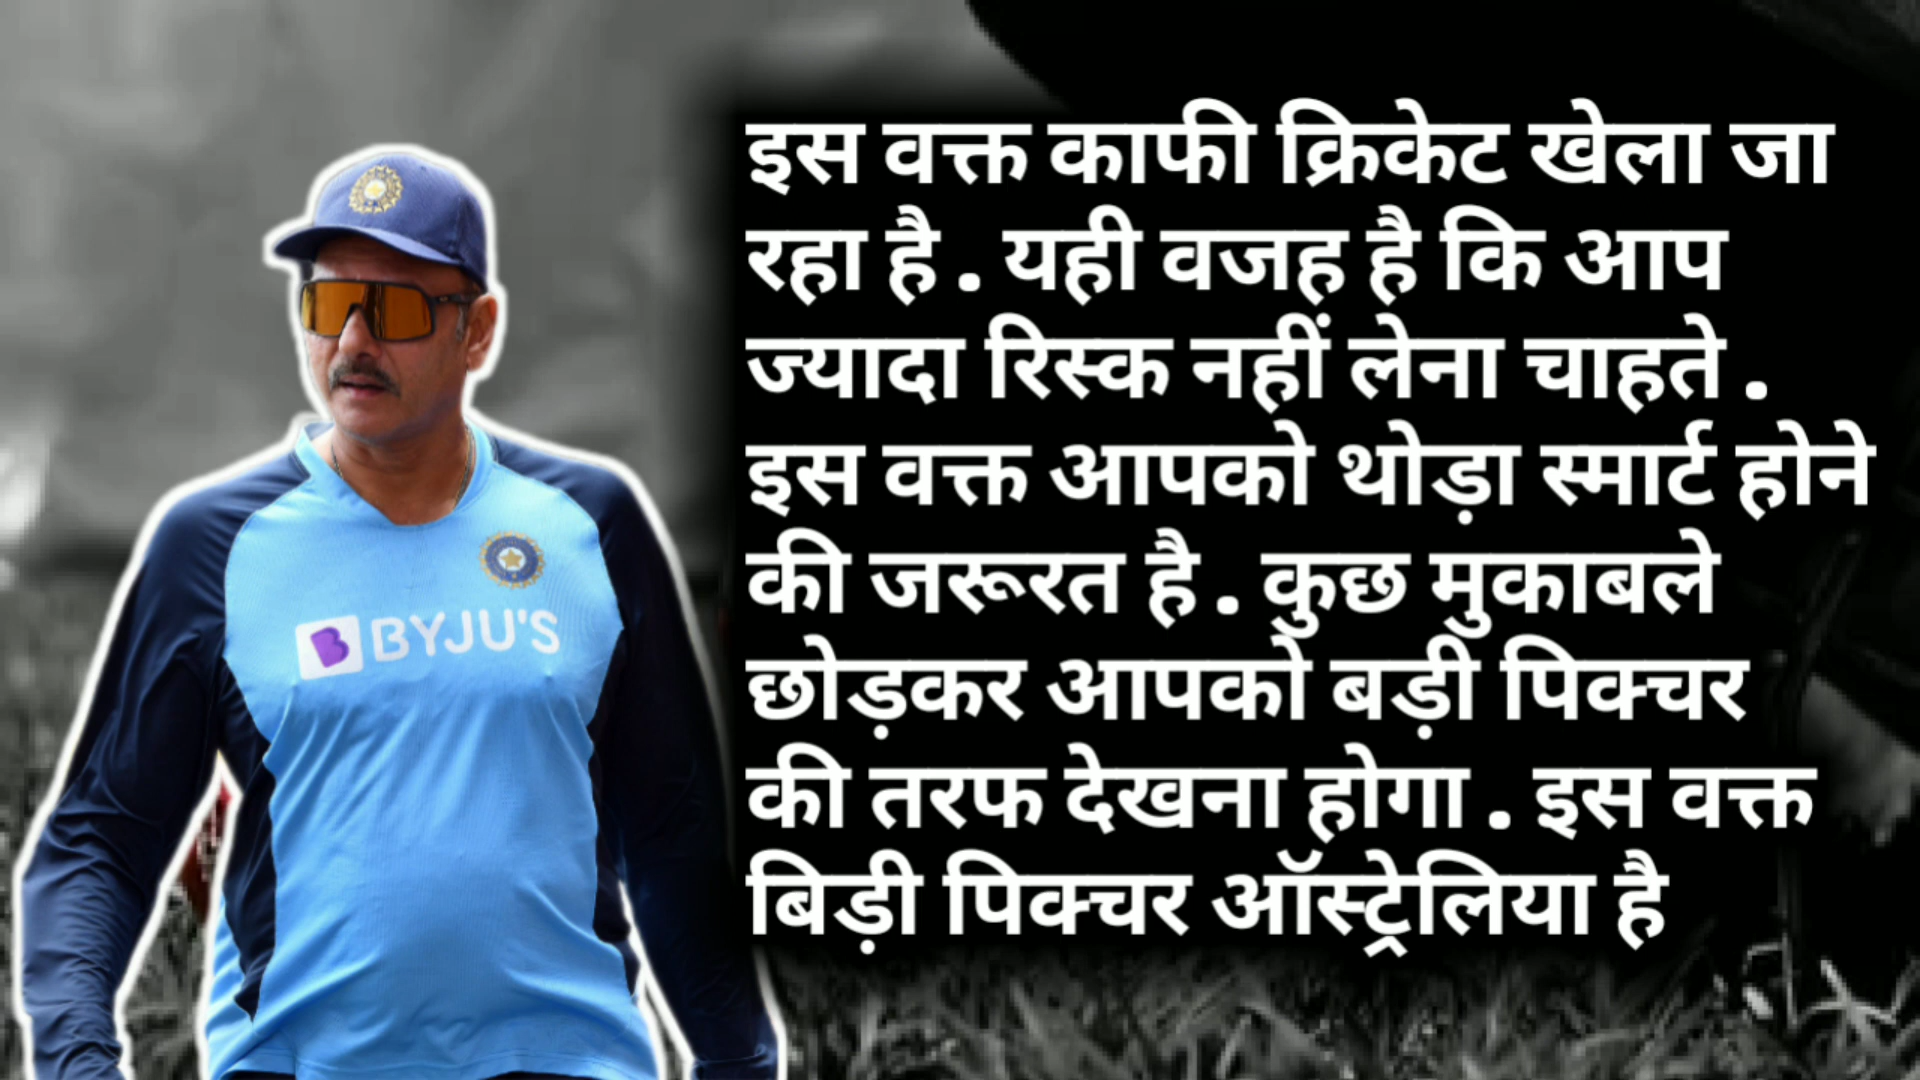 इस वक्त काफी क्रिकेट खेला जा
रहा है . यही वजह है कि आप
ज्यादा रिस्क नहीं लेना चाहते .
इस वक्त आपको थोड़ा स्मार्ट होने
की जरूरत है . कुछ मुकाबले
छोड़कर आपको बड़ी पिक्चर
की तरफ देखना होगा . इस वक्त
बिड़ी पिक्चर ऑस्ट्रेलिया है
B BYJU'S